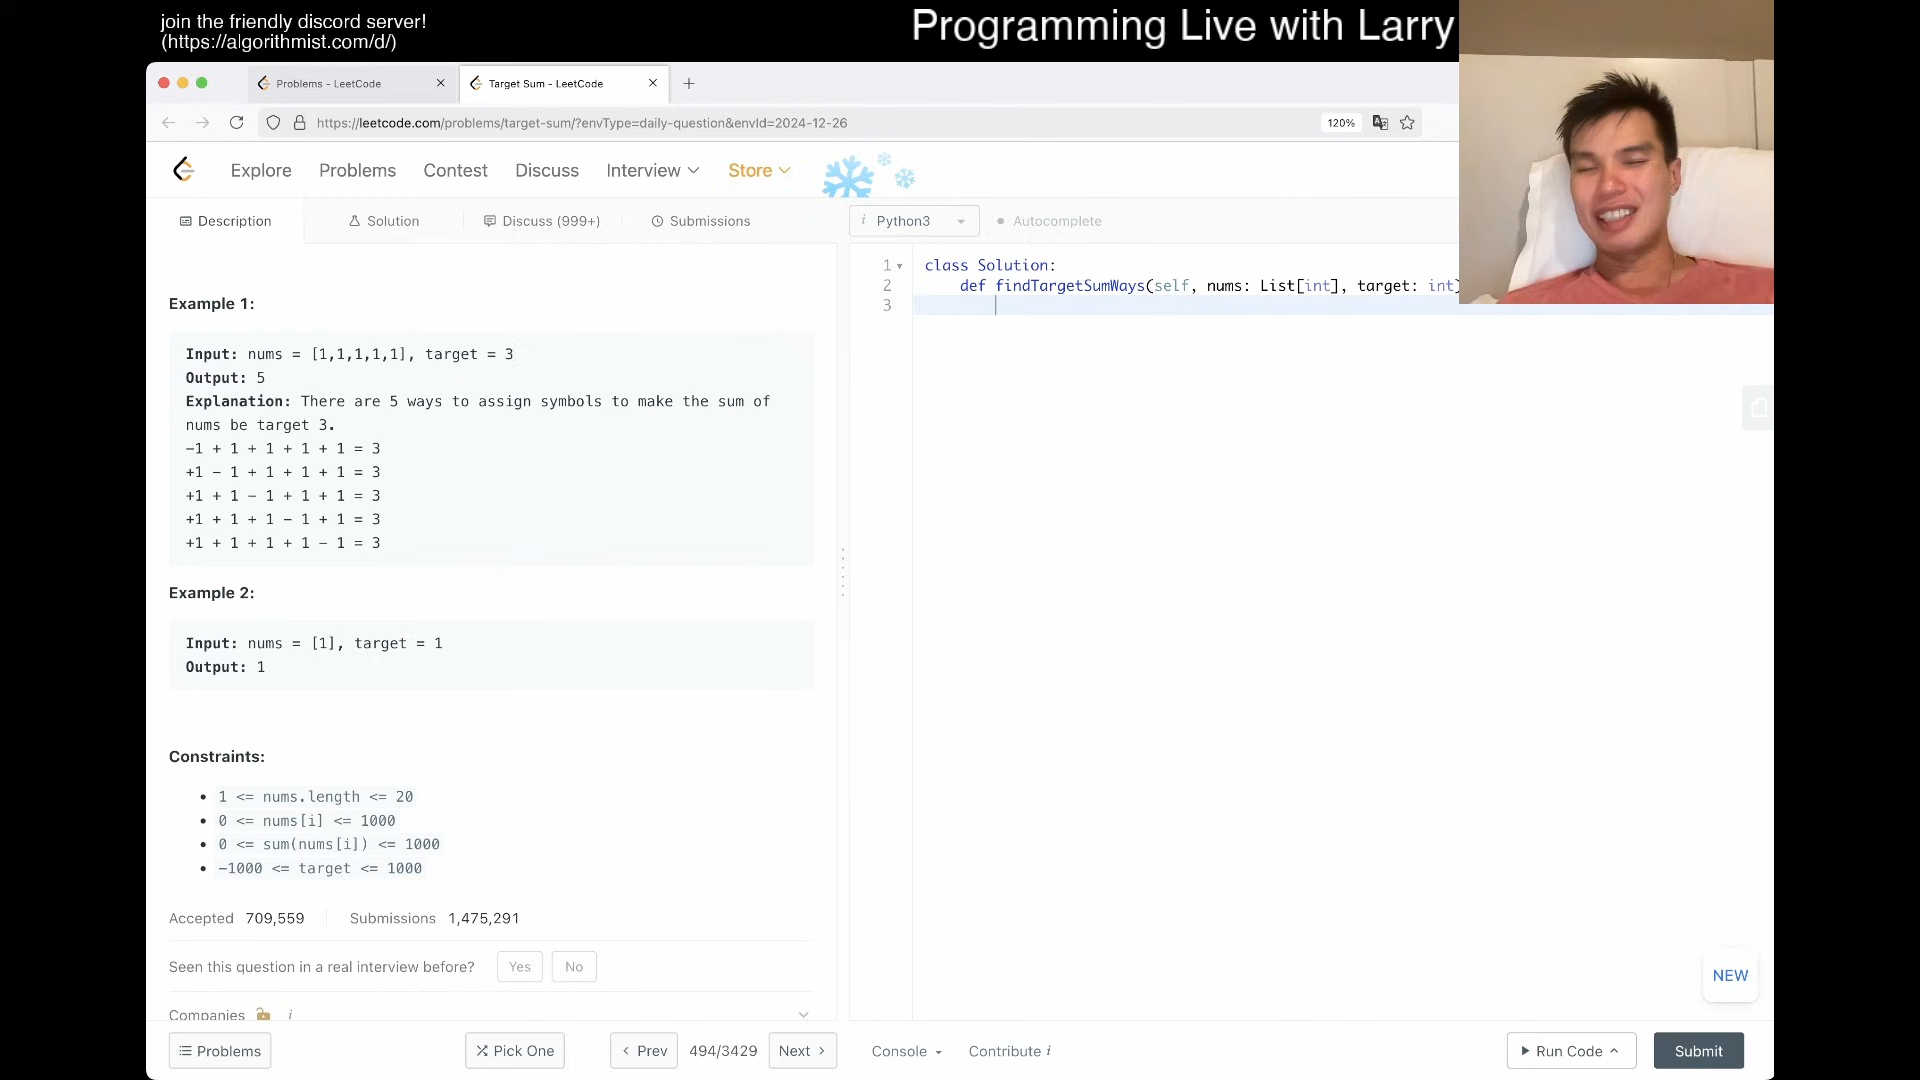 join the friendly discord server!
(https://algorithmist.com/d/)
Programming Live with Larry
Problems - LeetCode
Target Sum - LeetCode
https://leetcode.com/problems/target-sum/?envType=daily-question&envId=2024-12-26
120%
Explore
Problems
Contest
Discuss
Interview
Store
Description
Solution
Discuss (999+)
Submissions
i Python3
Autocomplete
Example 1:
Input: nums = [1,1,1,1,1], target = 3
Output: 5
Explanation: There are 5 ways to assign symbols to make the sum of
nums be target 3.
-1 + 1 + 1 + 1 + 1 = 3
+1 - 1 + 1 + 1 + 1 = 3
+1 + 1 - 1 + 1 + 1 = 3
+1 + 1 + 1 - 1 + 1 = 3
+1 + 1 + 1 + 1 - 1 = 3
Example 2:
Input: nums = [1], target = 1
Output: 1
Constraints:
1 <= nums.length <= 20
0 <= nums[i] <= 1000
0 <= sum(nums[i]) <= 1000
-1000 <= target <= 1000
Accepted 709,559 Submissions 1,475,291
Seen this question in a real interview before? Yes No
Companies i
1 class Solution:
2 def findTargetSumWays(self, nums: List[int], target: int)
3
NEW
Problems
Pick One
Prev
494/3429
Next
Console
Contribute i
Run Code
Submit